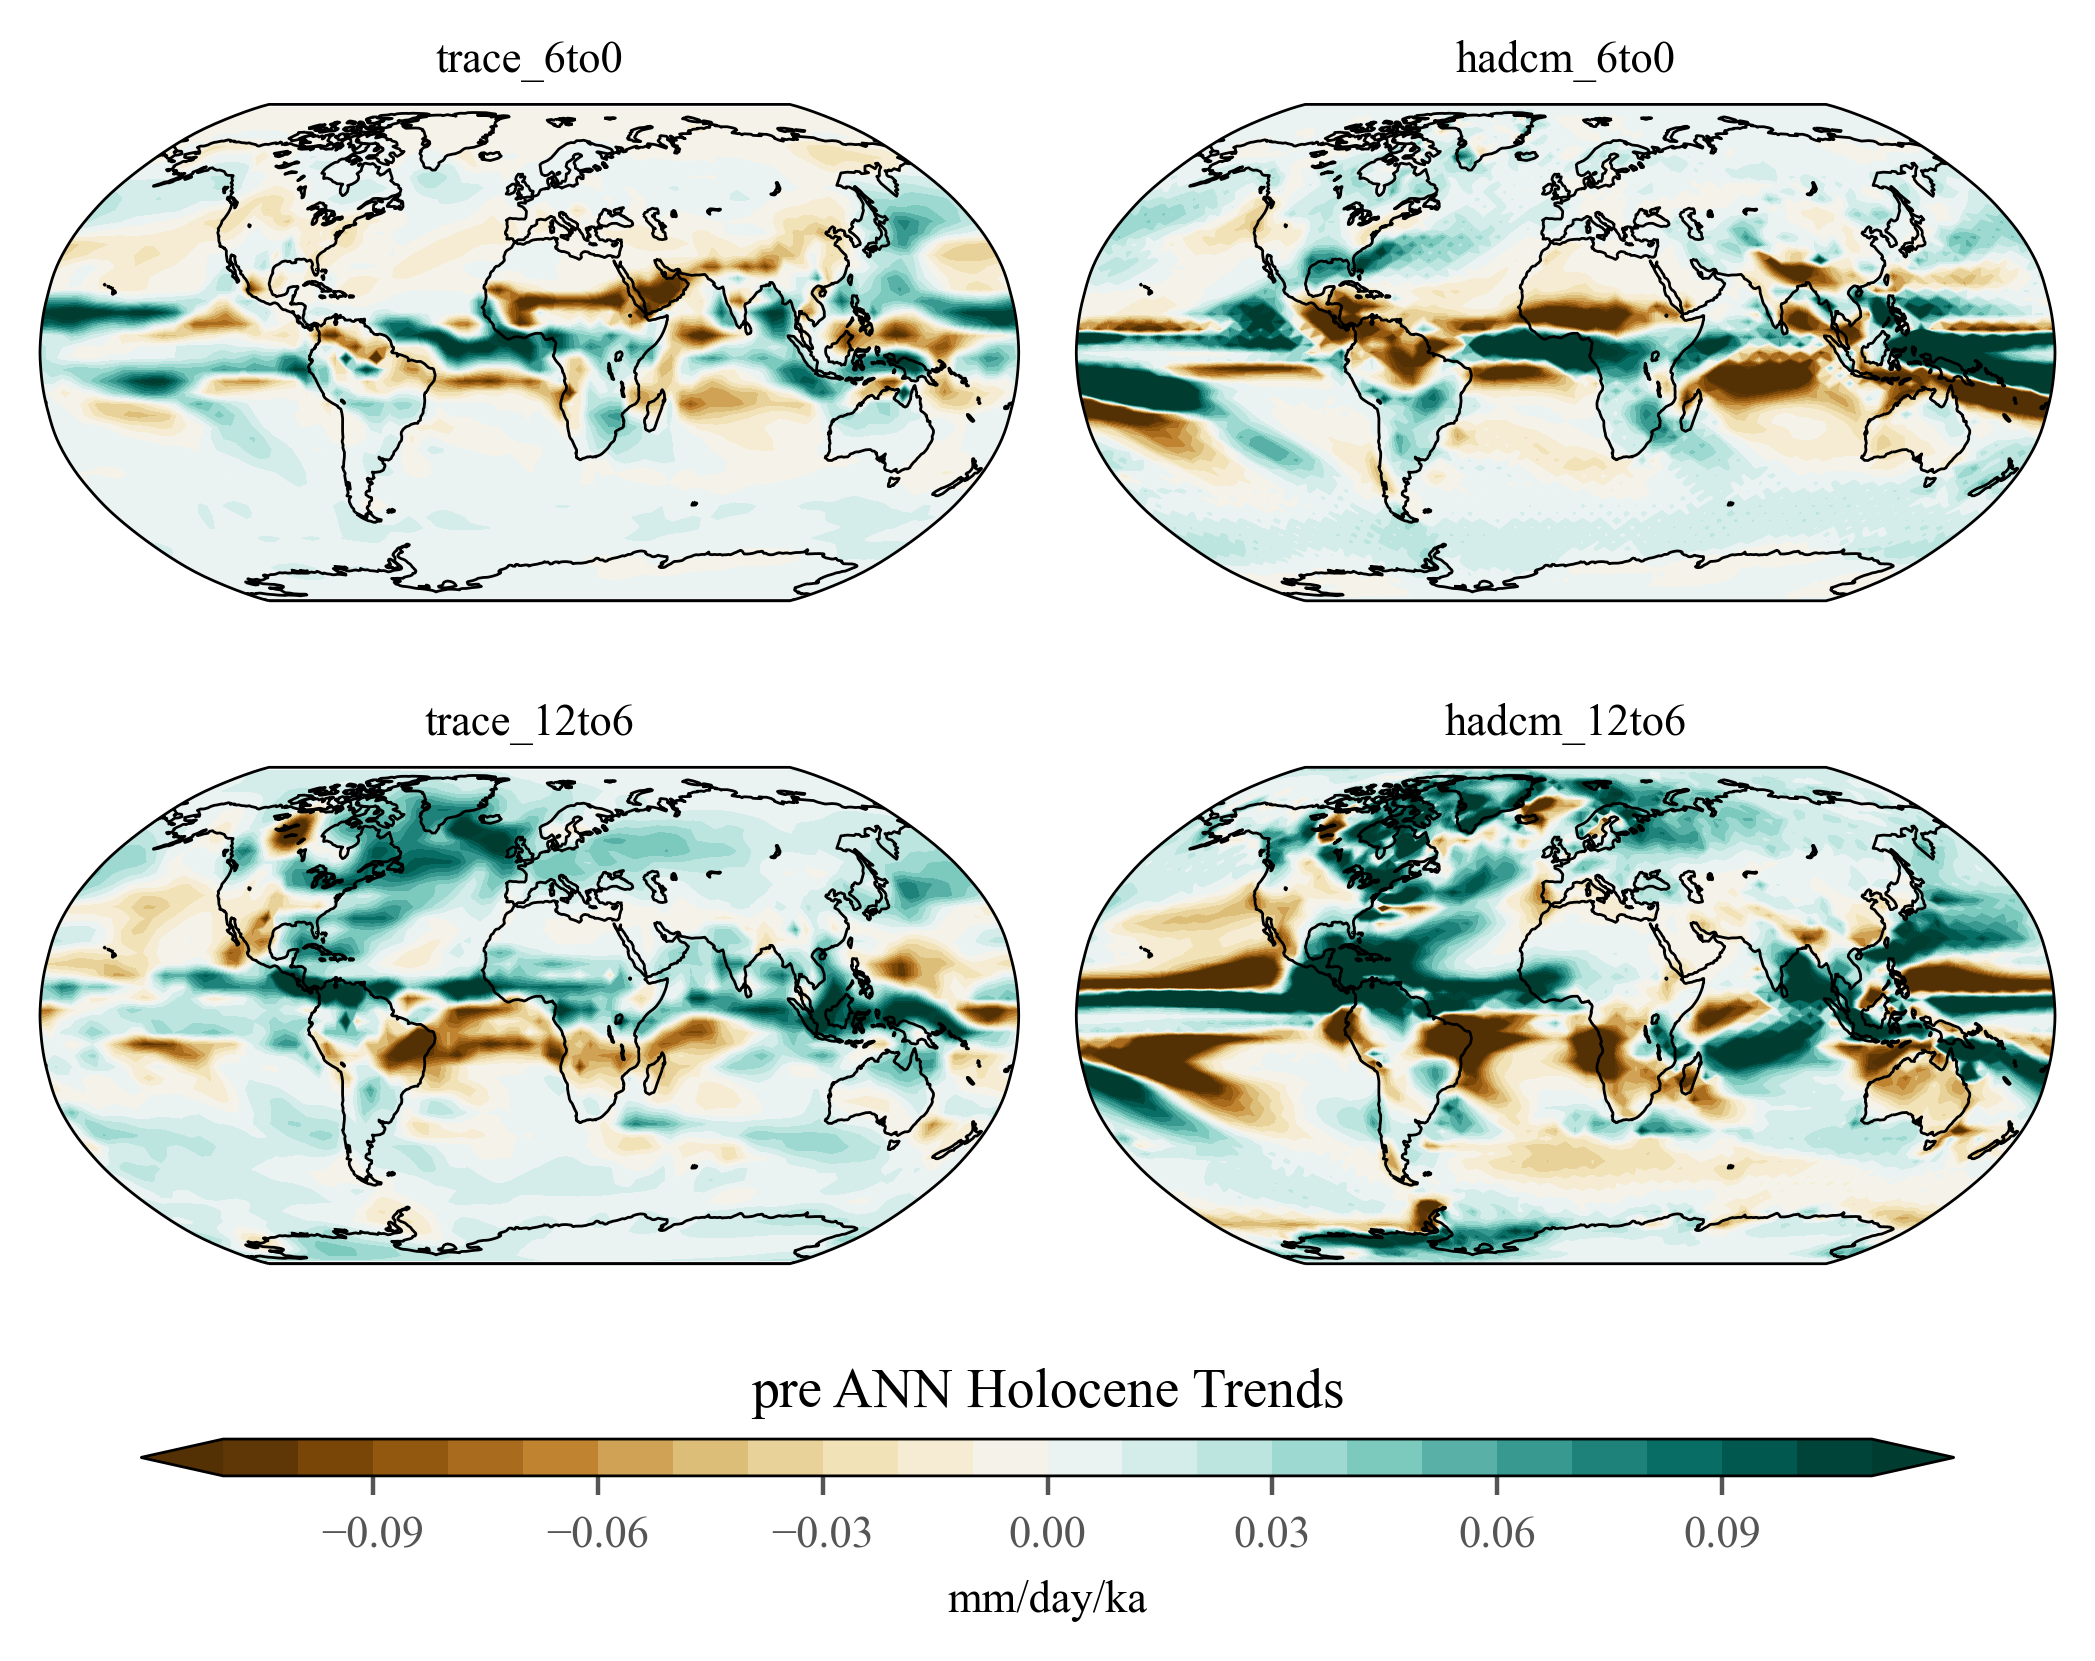 trace_6to0
hadcm_6to0
trace_12to6
hadcm_12to6
pre ANN Holocene Trends
−0.09 −0.06 −0.03 0.00 0.03 0.06 0.09
mm/day/ka